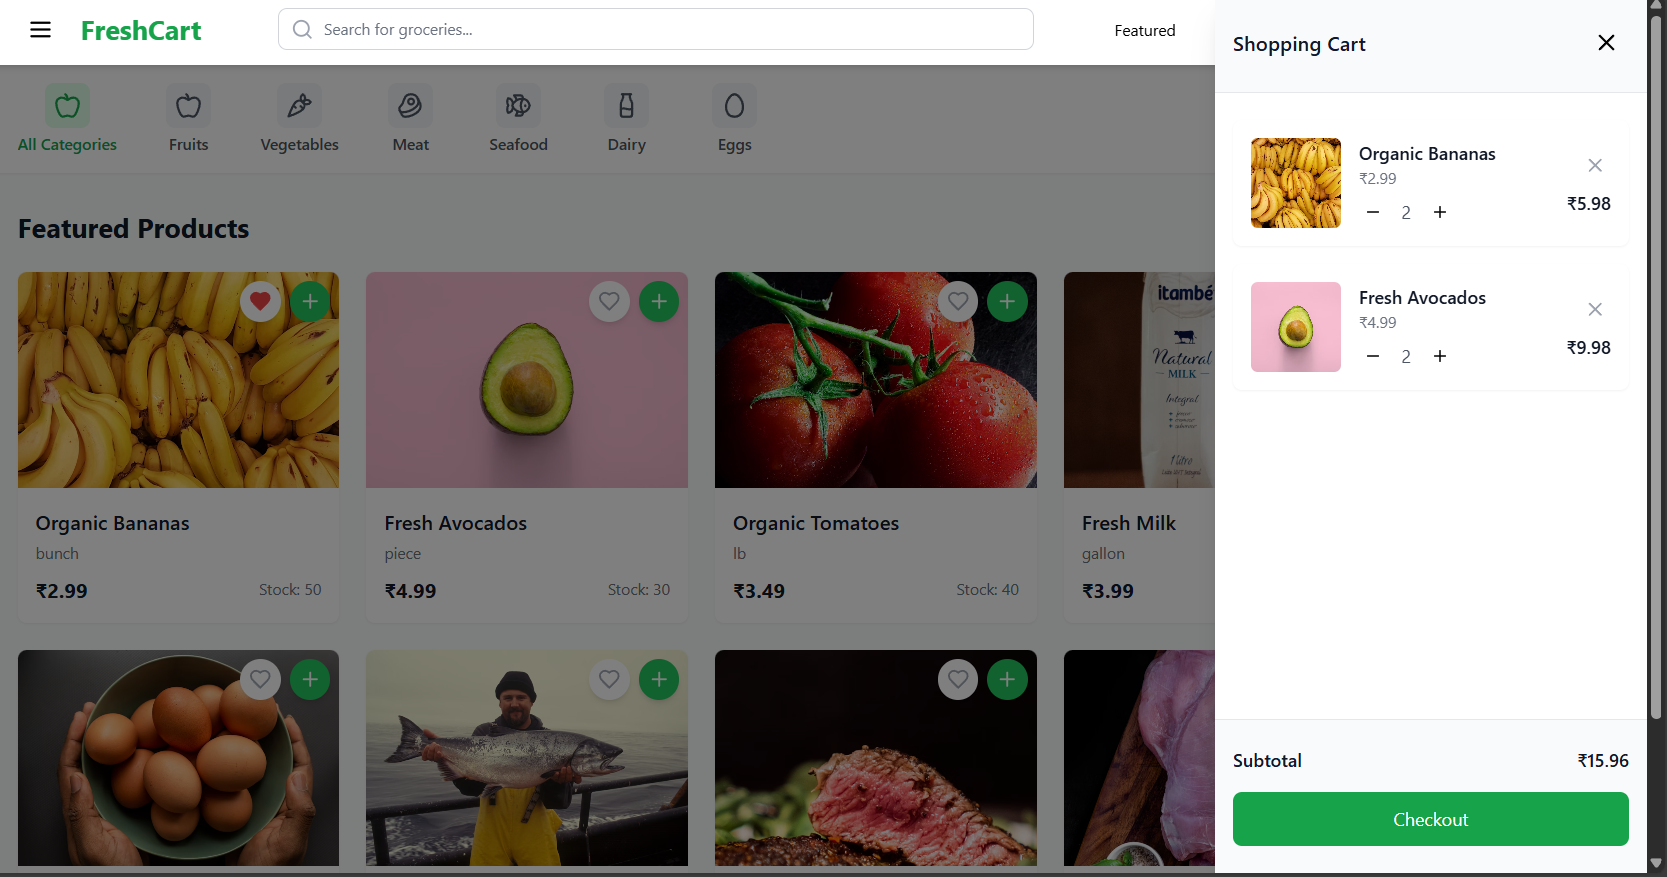 FreshCart
Search for groceries...
Featured
All Categories
Fruits
Vegetables
Meat
Seafood
Dairy
Eggs
Featured Products
Organic Bananas
bunch
₹2.99
Stock: 50
Fresh Avocados
piece
₹4.99
Stock: 30
Organic Tomatoes
lb
₹3.49
Stock: 40
itambé
Natural
MILK
Integral
Nitro
Fresh Milk
gallon
₹3.99
Shopping Cart
Organic Bananas
₹2.99
2
₹5.98
Fresh Avocados
₹4.99
2
₹9.98
Subtotal
₹15.96
Checkout